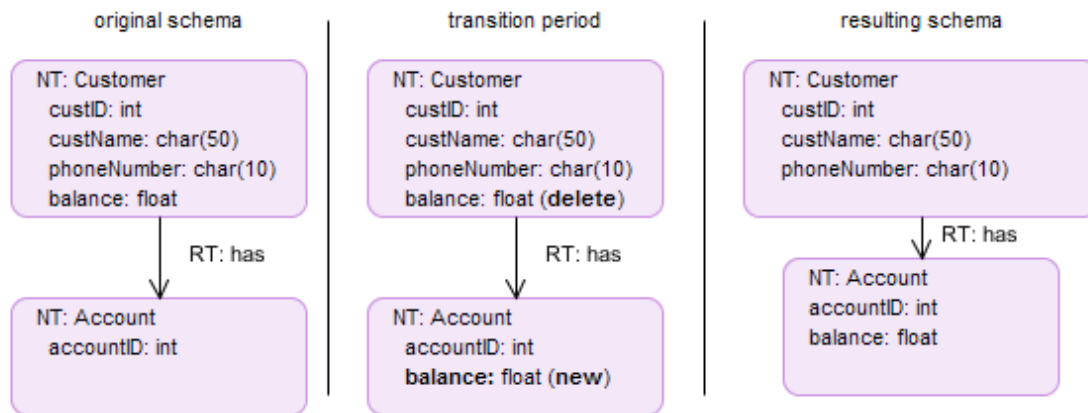 original schema
NT: Customer
custID: int
custName: char(50)
phoneNumber: char(10)
balance: float
RT: has
NT: Account
accountID: int
transition period
NT: Customer
custID: int
custName: char(50)
phoneNumber: char(10)
balance: float (delete)
RT: has
NT: Account
accountID: int
balance: float (new)
resulting schema
NT: Customer
custID: int
custName: char(50)
phoneNumber: char(10)
RT: has
NT: Account
accountID: int
balance: float